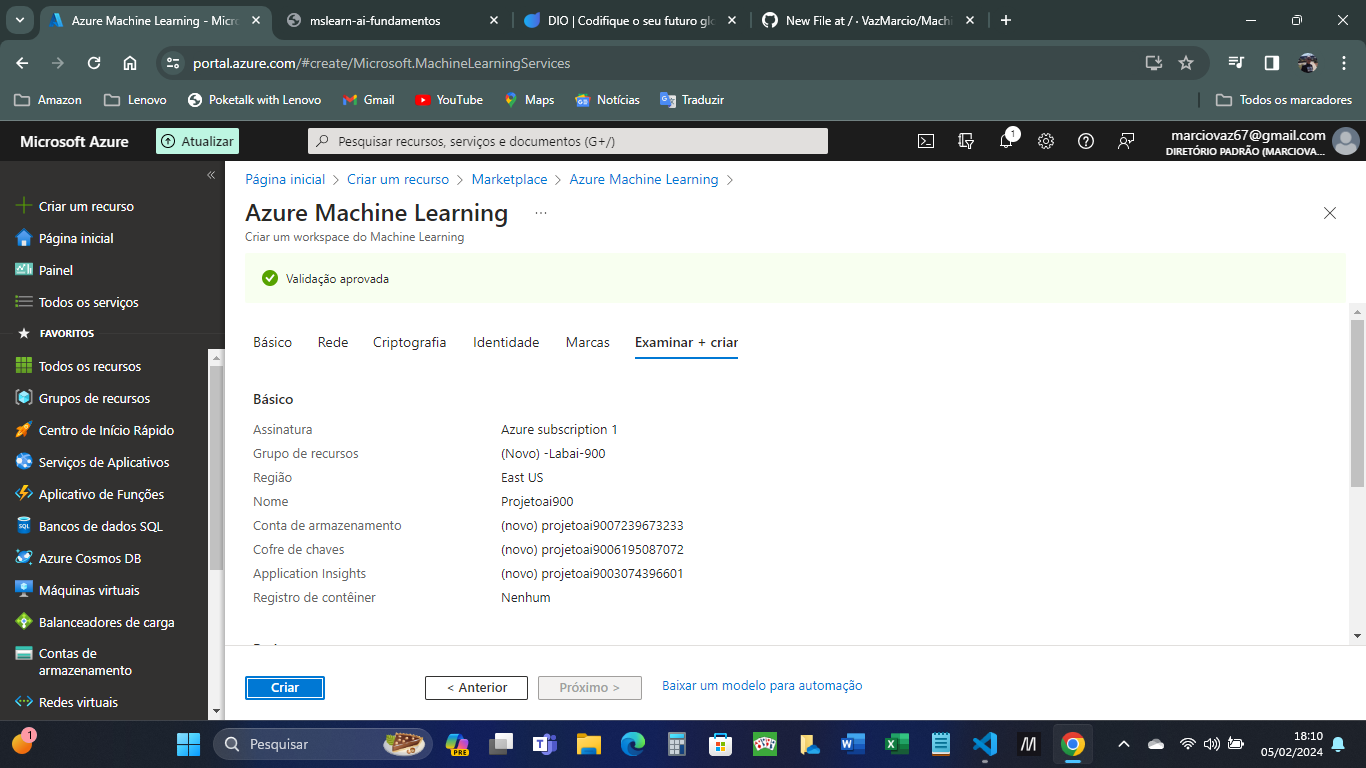 Azure Machine Learning - Micr
mslearn-ai-fundamentos
DIO | Codifique o seu futuro glo
New File at / · VazMarcio/Machi
portal.azure.com/#create/Microsoft.MachineLearningServices
Amazon
Lenovo
Poketalk with Lenovo
Gmail
YouTube
Maps
Notícias
Traduzir
Todos os marcadores
Microsoft Azure
Atualizar
Pesquisar recursos, serviços e documentos (G+/)
1
marciovaz67@gmail.com
DIRETÓRIO PADRÃO (MARCIOVA...
«
Criar um recurso
Página inicial
Painel
Todos os serviços
FAVORITOS
Todos os recursos
Grupos de recursos
Centro de Início Rápido
Serviços de Aplicativos
Aplicativo de Funções
Bancos de dados SQL
Azure Cosmos DB
Máquinas virtuais
Balanceadores de carga
Contas de
armazenamento
Redes virtuais
Página inicial > Criar um recurso > Marketplace > Azure Machine Learning >
Azure Machine Learning ...
Criar um workspace do Machine Learning
Validação aprovada
Básico Rede Criptografia Identidade Marcas Examinar + criar
Básico
Assinatura Azure subscription 1
Grupo de recursos (Novo) -Labai-900
Região East US
Nome Projetoai900
Conta de armazenamento (novo) projetoai9007239673233
Cofre de chaves (novo) projetoai9006195087072
Application Insights (novo) projetoai9003074396601
Registro de contêiner Nenhum
Criar
< Anterior
Próximo >
Baixar um modelo para automação
1
Pesquisar
PRE
18:10
05/02/2024